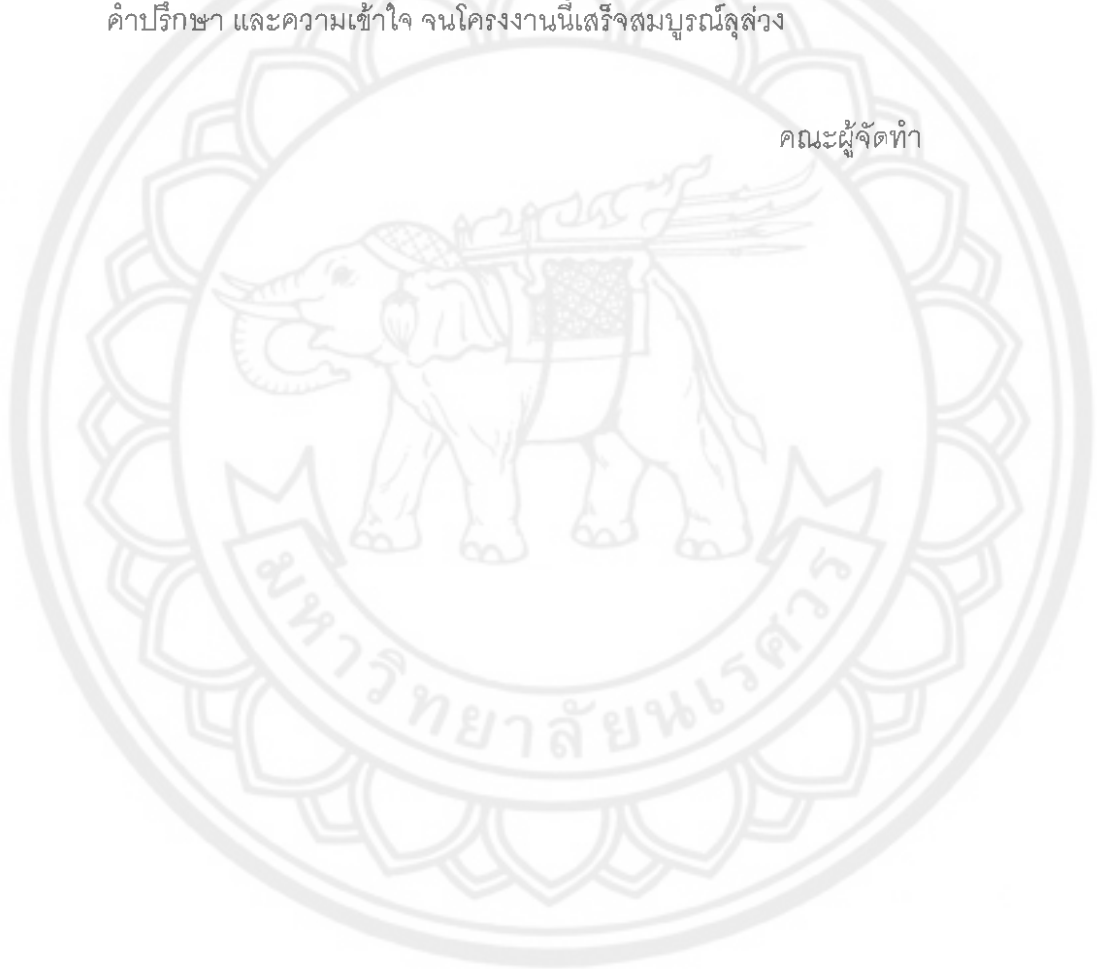 คำปรึกษา และความเข้าใจ จนโครงงานนี้เสร็จสมบูรณ์ลุล่วง
คณะผู้จัดทำ
มหาวิทยาลัยนเรศวร